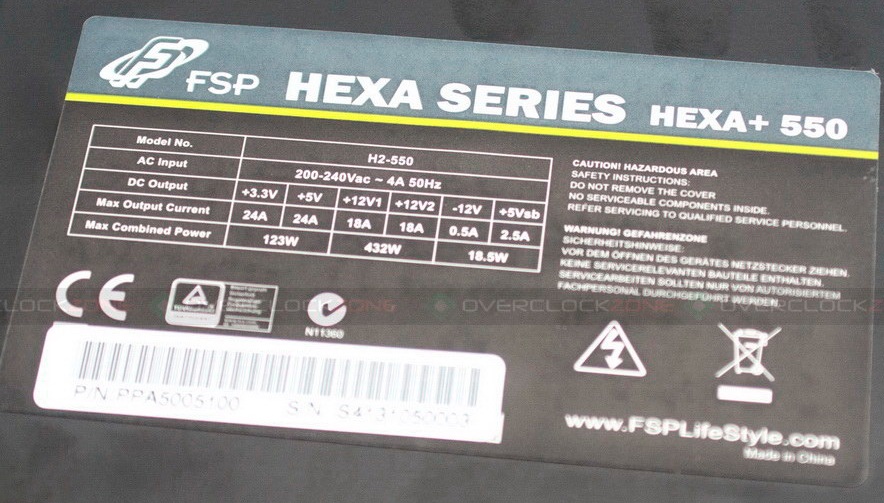 FSP HEXA SERIES HEXA+ 550
Model No. H2-550
AC Input 200-240Vac ~ 4A 50Hz
DC Output +3.3V +5V +12V1 +12V2 -12V +5Vsb
Max Output Current 24A 24A 18A 18A 0.5A 2.5A
Max Combined Power 123W 432W 18.5W
CAUTION! HAZARDOUS AREA
SAFETY INSTRUCTIONS:
DO NOT REMOVE THE COVER
NO SERVICEABLE COMPONENTS INSIDE.
REFER SERVICING TO QUALIFIED SERVICE PERSONNEL.
WARNUNG! GEFAHRENZONE
SICHERHEITSHINWEISE:
VOR DEM ÖFFNEN DES GERÄTES NETZSTECKER ZIEHEN.
KEINE SERVICERELEVANTEN BAUTEILE ENTHALTEN.
SERVICEARBEITEN SOLLTEN NUR VON AUTORISIERTEM
FACHPERSONAL DURCHGEFÜHRT WERDEN.
CE
N11360
OVERCLOCKZONE
P/N:PPA5005100 S/N:
www.FSPLifeStyle.com
Made in China